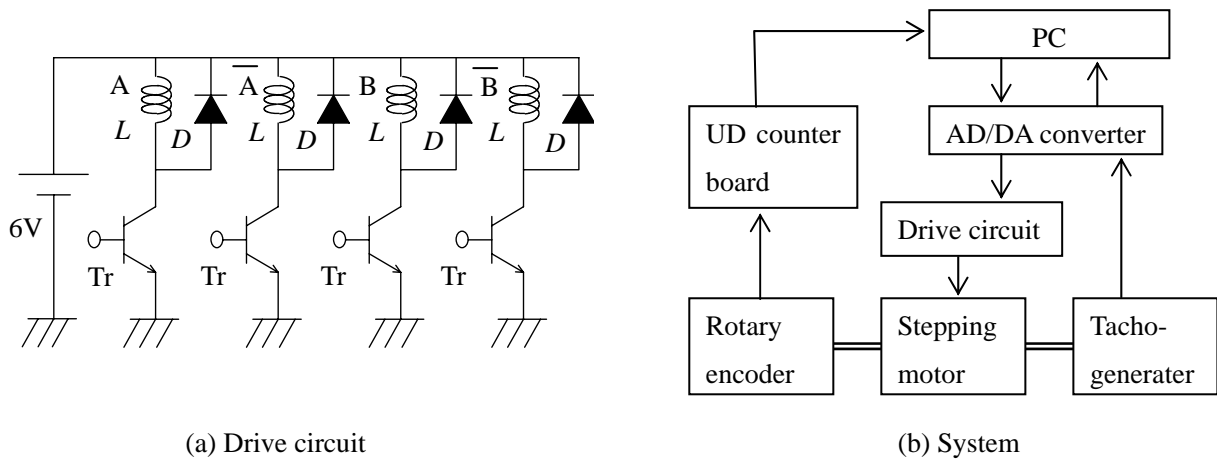 A
L
D
A̅
L
D
B
L
D
B̅
L
D
6V
Tr
Tr
Tr
Tr
(a) Drive circuit
PC
UD counter
board
AD/DA converter
Drive circuit
Rotary
encoder
Stepping
motor
Tacho-
generater
(b) System